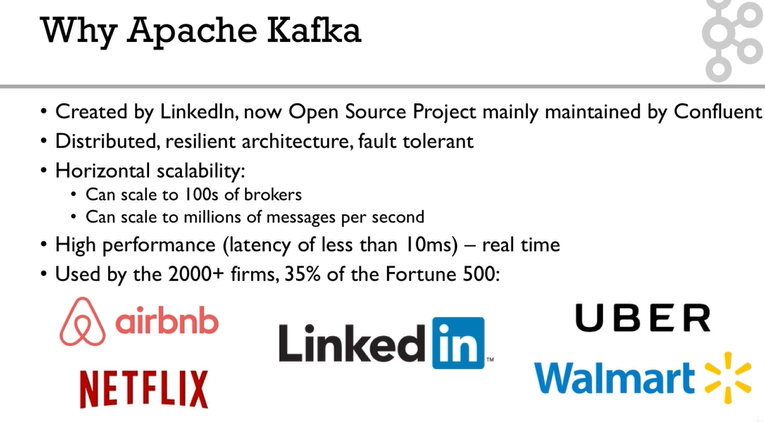 Why Apache Kafka
• Created by LinkedIn, now Open Source Project mainly maintained by Confluent
• Distributed, resilient architecture, fault tolerant
• Horizontal scalability:
• Can scale to 100s of brokers
• Can scale to millions of messages per second
• High performance (latency of less than 10ms) – real time
• Used by the 2000+ firms, 35% of the Fortune 500:
airbnb
LinkedIn™
UBER
NETFLIX
Walmart